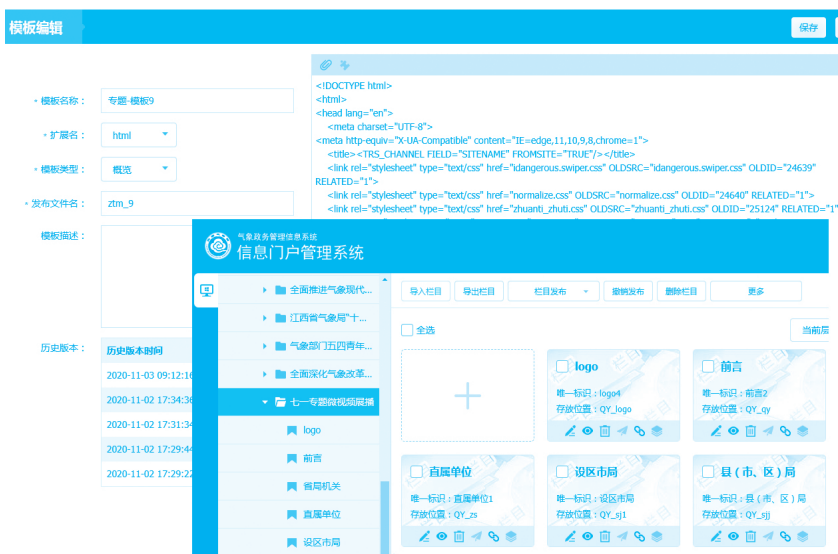 模板编辑
保存
* 模板名称：
专题-模板9
* 扩展名：
html
* 模板类型：
概览
* 发布文件名：
ztm_9
模板描述：
历史版本：
历史版本时间
2020-11-03 09:12:16
2020-11-02 17:34:36
2020-11-02 17:31:34
2020-11-02 17:29:44
2020-11-02 17:29:22
<!DOCTYPE html>
<html>
<head lang="en">
<meta charset="UTF-8">
<meta http-equiv="X-UA-Compatible" content="IE=edge,11,10,9,8,chrome=1">
<title><TRS_CHANNEL FIELD="SITENAME" FROMSITE="TRUE"/></title>
<link rel="stylesheet" type="text/css" href="idangerous.swiper.css" OLDSRC="idangerous.swiper.css" OLDID="24639"
RELATED="1">
<link rel="stylesheet" type="text/css" href="normalize.css" OLDSRC="normalize.css" OLDID="24640" RELATED="1">
<link rel="stylesheet" type="text/css" href="zhuanti_zhuti.css" OLDSRC="zhuanti_zhuti.css" OLDID="25124" RELATED="1"
气象政务管理信息系统
信息门户管理系统
全面推进气象现代...
江西省气象局"十...
气象部门五四青年...
全面深化气象改革...
七一专题微视频展播
logo
前言
省局机关
直属单位
设区市局
导入栏目 导出栏目 栏目发布 撤销发布 删除栏目 更多
全选
当前层
logo
唯一标识：logo4
存放位置：QY_logo
前言
唯一标识：前言2
存放位置：QY_qy
直属单位
唯一标识：直属单位1
存放位置：QY_zs
设区市局
唯一标识：设区市局
存放位置：QY_sj1
县（市、区）局
唯一标识：县（市、区）局
存放位置：QY_sjj